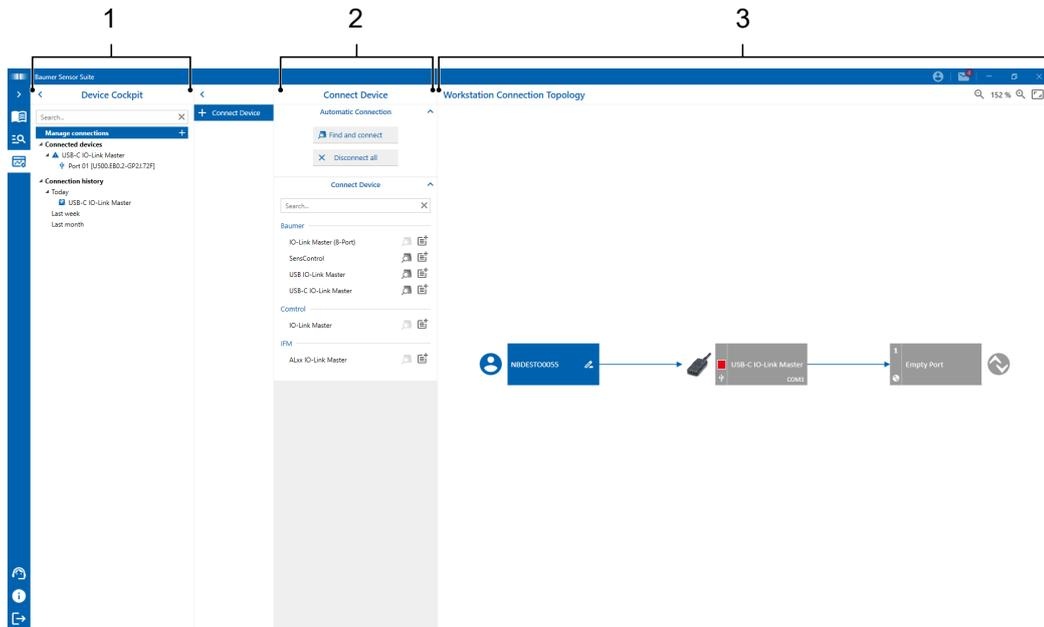 1
2
3
Baumer Sensor Suite
4
Device Cockpit
Search...
Manage connections
Connected devices
USB-C IO-Link Master
Port 01 [U500.EB0.2-GP2J.72F]
Connection history
Today
USB-C IO-Link Master
Last week
Last month
Connect Device
Connect Device
Automatic Connection
Find and connect
Disconnect all
Connect Device
Search...
Baumer
IO-Link Master (8-Port)
SensControl
USB IO-Link Master
USB-C IO-Link Master
Comtrol
IO-Link Master
IFM
ALxx IO-Link Master
Workstation Connection Topology
152 %
NBDESTO0055
USB-C IO-Link Master
COM3
1
Empty Port